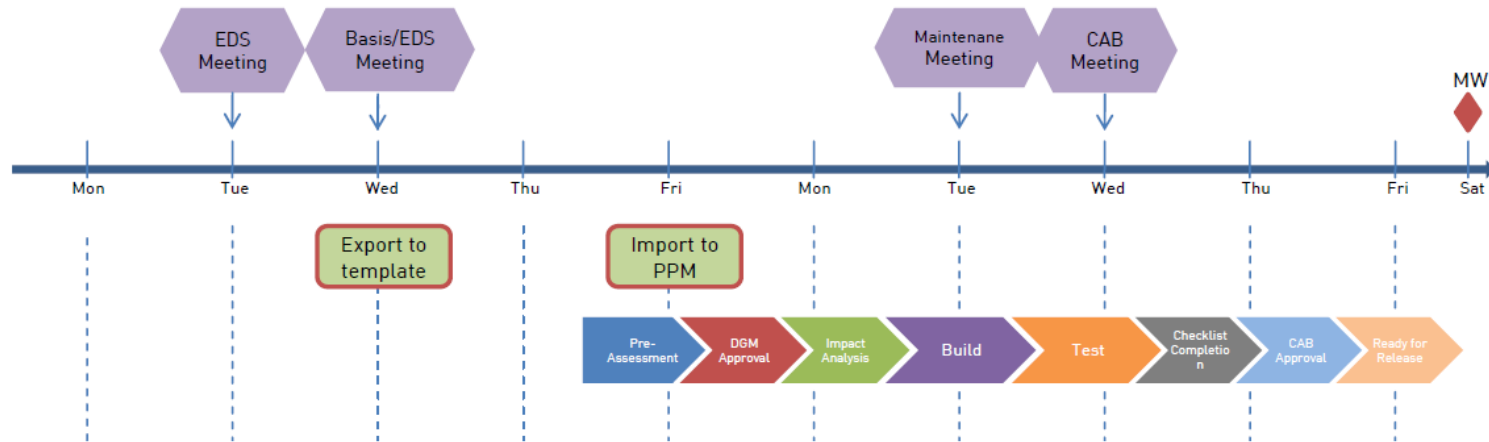 EDS
Meeting
Basis/EDS
Meeting
Maintenane
Meeting
CAB
Meeting
MW
Mon
Tue
Wed
Thu
Fri
Mon
Tue
Wed
Thu
Fri
Sat
Export to
template
Import to
PPM
Pre-
Assessment
DGM
Approval
Impact
Analysis
Build
Test
Checklist
Completio
n
CAB
Approval
Ready for
Release